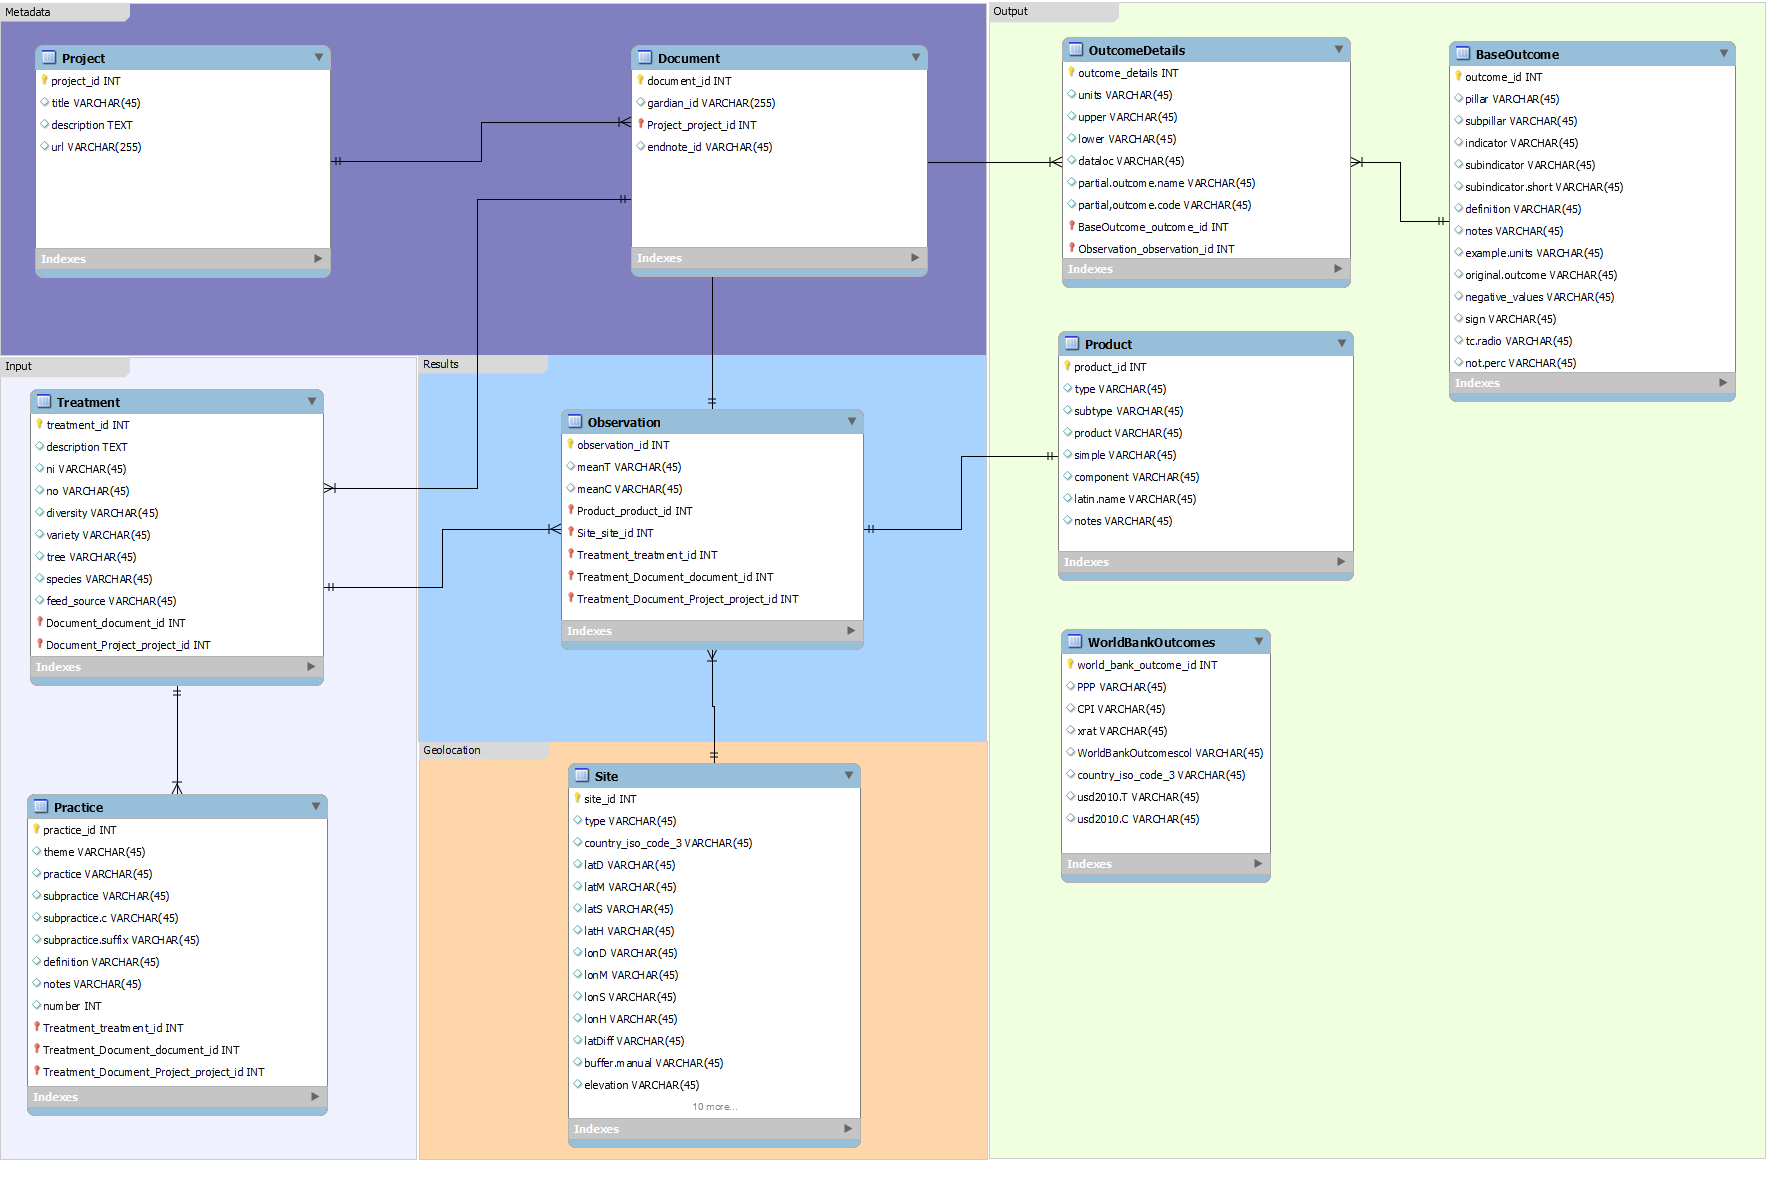 Metadata
Project
project_id INT
title VARCHAR(45)
description TEXT
url VARCHAR(255)
Indexes
Document
document_id INT
gardian_id VARCHAR(255)
Project_project_id INT
endnote_id VARCHAR(45)
Indexes
Output
OutcomeDetails
outcome_details INT
units VARCHAR(45)
upper VARCHAR(45)
lower VARCHAR(45)
dataloc VARCHAR(45)
partial.outcome.name VARCHAR(45)
partial,outcome.code VARCHAR(45)
BaseOutcome_outcome_id INT
Observation_observation_id INT
Indexes
BaseOutcome
outcome_id INT
pillar VARCHAR(45)
subpillar VARCHAR(45)
indicator VARCHAR(45)
subindicator VARCHAR(45)
subindicator.short VARCHAR(45)
definition VARCHAR(45)
notes VARCHAR(45)
example.units VARCHAR(45)
original.outcome VARCHAR(45)
negative_values VARCHAR(45)
sign VARCHAR(45)
tc.radio VARCHAR(45)
not.perc VARCHAR(45)
Indexes
Product
product_id INT
type VARCHAR(45)
subtype VARCHAR(45)
product VARCHAR(45)
simple VARCHAR(45)
component VARCHAR(45)
latin.name VARCHAR(45)
notes VARCHAR(45)
Indexes
WorldBankOutcomes
world_bank_outcome_id INT
PPP VARCHAR(45)
CPI VARCHAR(45)
xrat VARCHAR(45)
WorldBankOutcomescol VARCHAR(45)
country_iso_code_3 VARCHAR(45)
usd2010.T VARCHAR(45)
usd2010.C VARCHAR(45)
Indexes
Input
Treatment
treatment_id INT
description TEXT
ni VARCHAR(45)
no VARCHAR(45)
diversity VARCHAR(45)
variety VARCHAR(45)
tree VARCHAR(45)
species VARCHAR(45)
feed_source VARCHAR(45)
Document_document_id INT
Document_Project_project_id INT
Indexes
Practice
practice_id INT
theme VARCHAR(45)
practice VARCHAR(45)
subpractice VARCHAR(45)
subpractice.c VARCHAR(45)
subpractice.suffix VARCHAR(45)
definition VARCHAR(45)
notes VARCHAR(45)
number INT
Treatment_treatment_id INT
Treatment_Document_document_id INT
Treatment_Document_Project_project_id INT
Indexes
Results
Observation
observation_id INT
meanT VARCHAR(45)
meanC VARCHAR(45)
Product_product_id INT
Site_site_id INT
Treatment_treatment_id INT
Treatment_Document_document_id INT
Treatment_Document_Project_project_id INT
Indexes
Geolocation
Site
site_id INT
type VARCHAR(45)
country_iso_code_3 VARCHAR(45)
latD VARCHAR(45)
latM VARCHAR(45)
latS VARCHAR(45)
latH VARCHAR(45)
lonD VARCHAR(45)
lonM VARCHAR(45)
lonS VARCHAR(45)
lonH VARCHAR(45)
latDiff VARCHAR(45)
buffer.manual VARCHAR(45)
elevation VARCHAR(45)
10 more...
Indexes